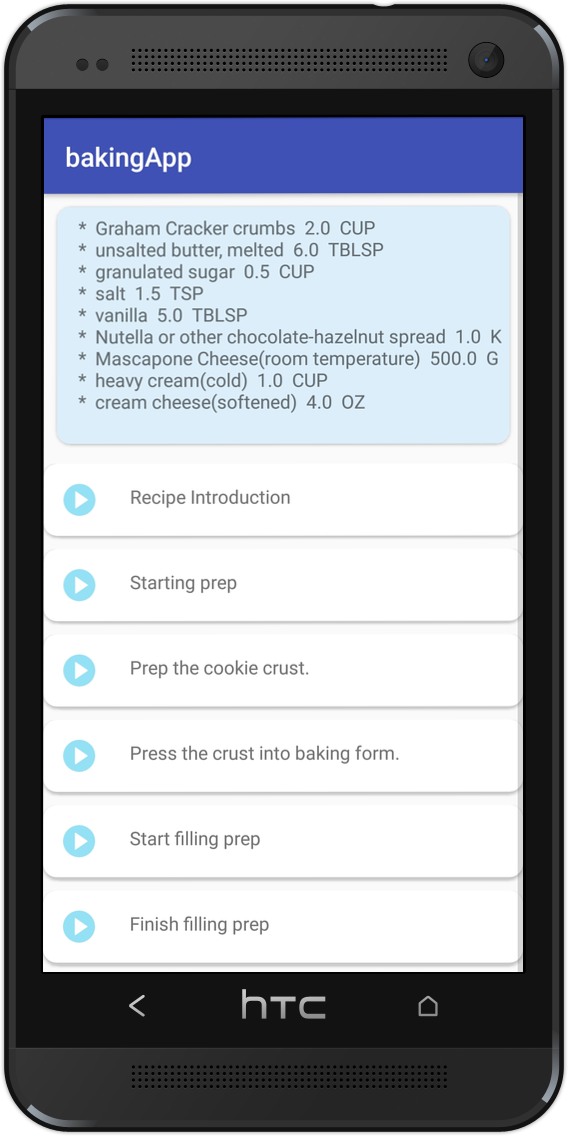 bakingApp
* Graham Cracker crumbs 2.0 CUP
* unsalted butter, melted 6.0 TBLSP
* granulated sugar 0.5 CUP
* salt 1.5 TSP
* vanilla 5.0 TBLSP
* Nutella or other chocolate-hazelnut spread 1.0 K
* Mascapone Cheese(room temperature) 500.0 G
* heavy cream(cold) 1.0 CUP
* cream cheese(softened) 4.0 OZ
Recipe Introduction
Starting prep
Prep the cookie crust.
Press the crust into baking form.
Start filling prep
Finish filling prep
hTC